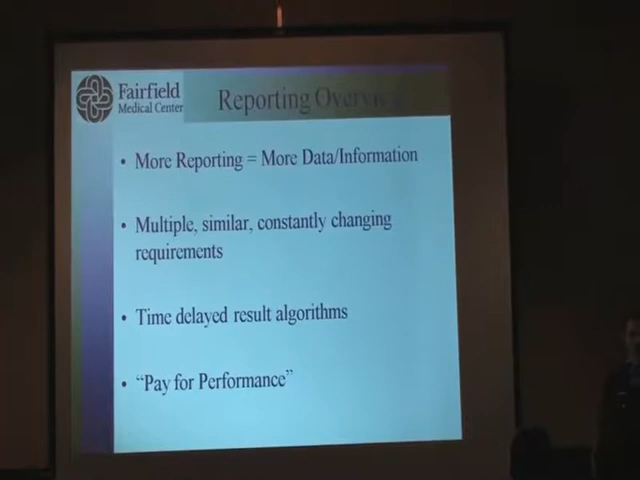 Fairfield
Medical Center
Reporting Overview
• More Reporting = More Data/Information
• Multiple, similar, constantly changing
requirements
• Time delayed result algorithms
• “Pay for Performance”